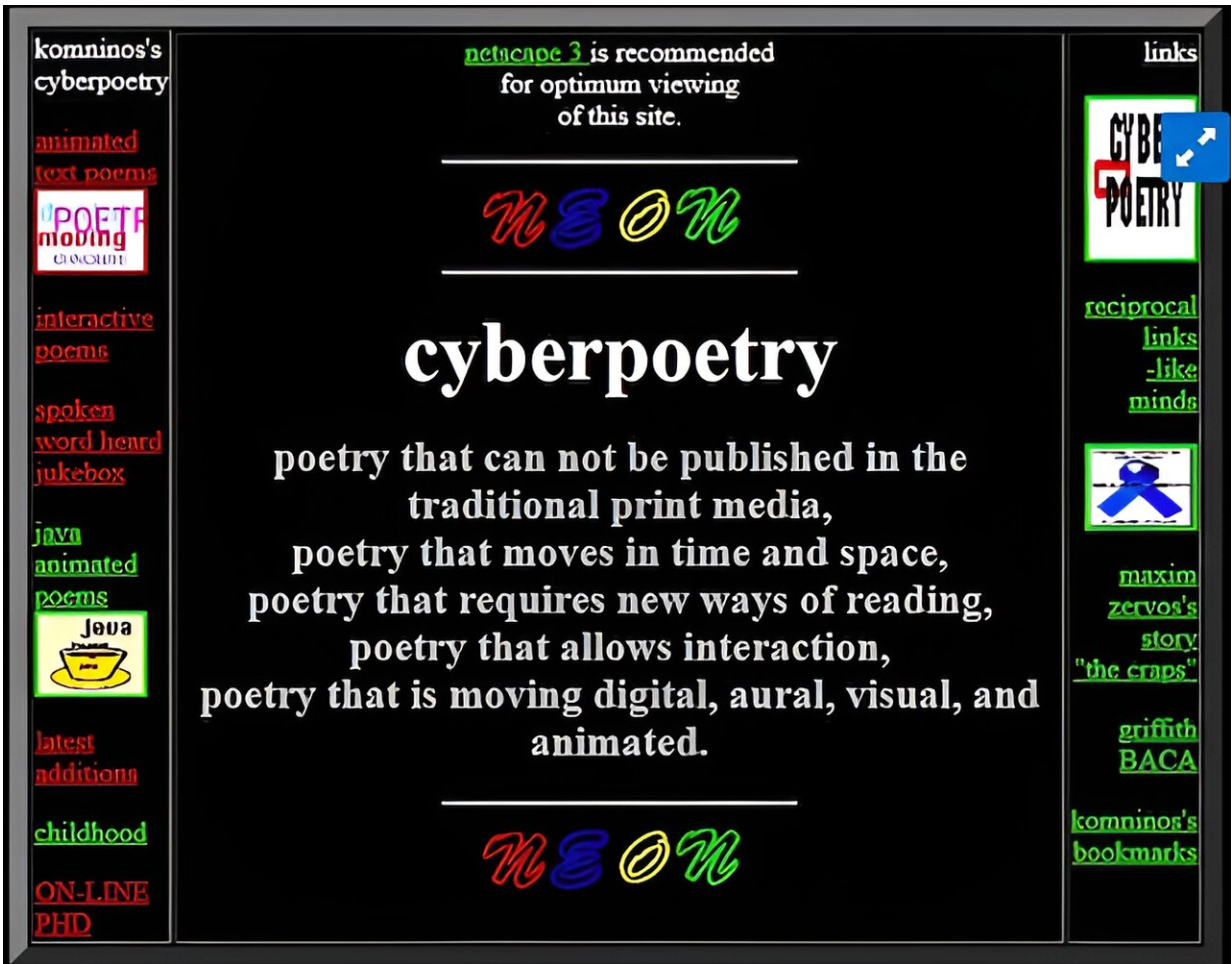 komninos's
cyberpoetry
animated
text poems
POETR
moving
interactive
poems
spoken
word heard
jukebox
java
animated
poems
Java
latest
additions
childhood
ON-LINE
PHD
netscape 3 is recommended
for optimum viewing
of this site.
NEON
cyberpoetry
poetry that can not be published in the
traditional print media,
poetry that moves in time and space,
poetry that requires new ways of reading,
poetry that allows interaction,
poetry that is moving digital, aural, visual, and
animated.
NEON
links
CYBE
POETRY
reciprocal
links
-like
minds
maxim
zervos's
story
"the craps"
griffith
BACA
komninos's
bookmarks